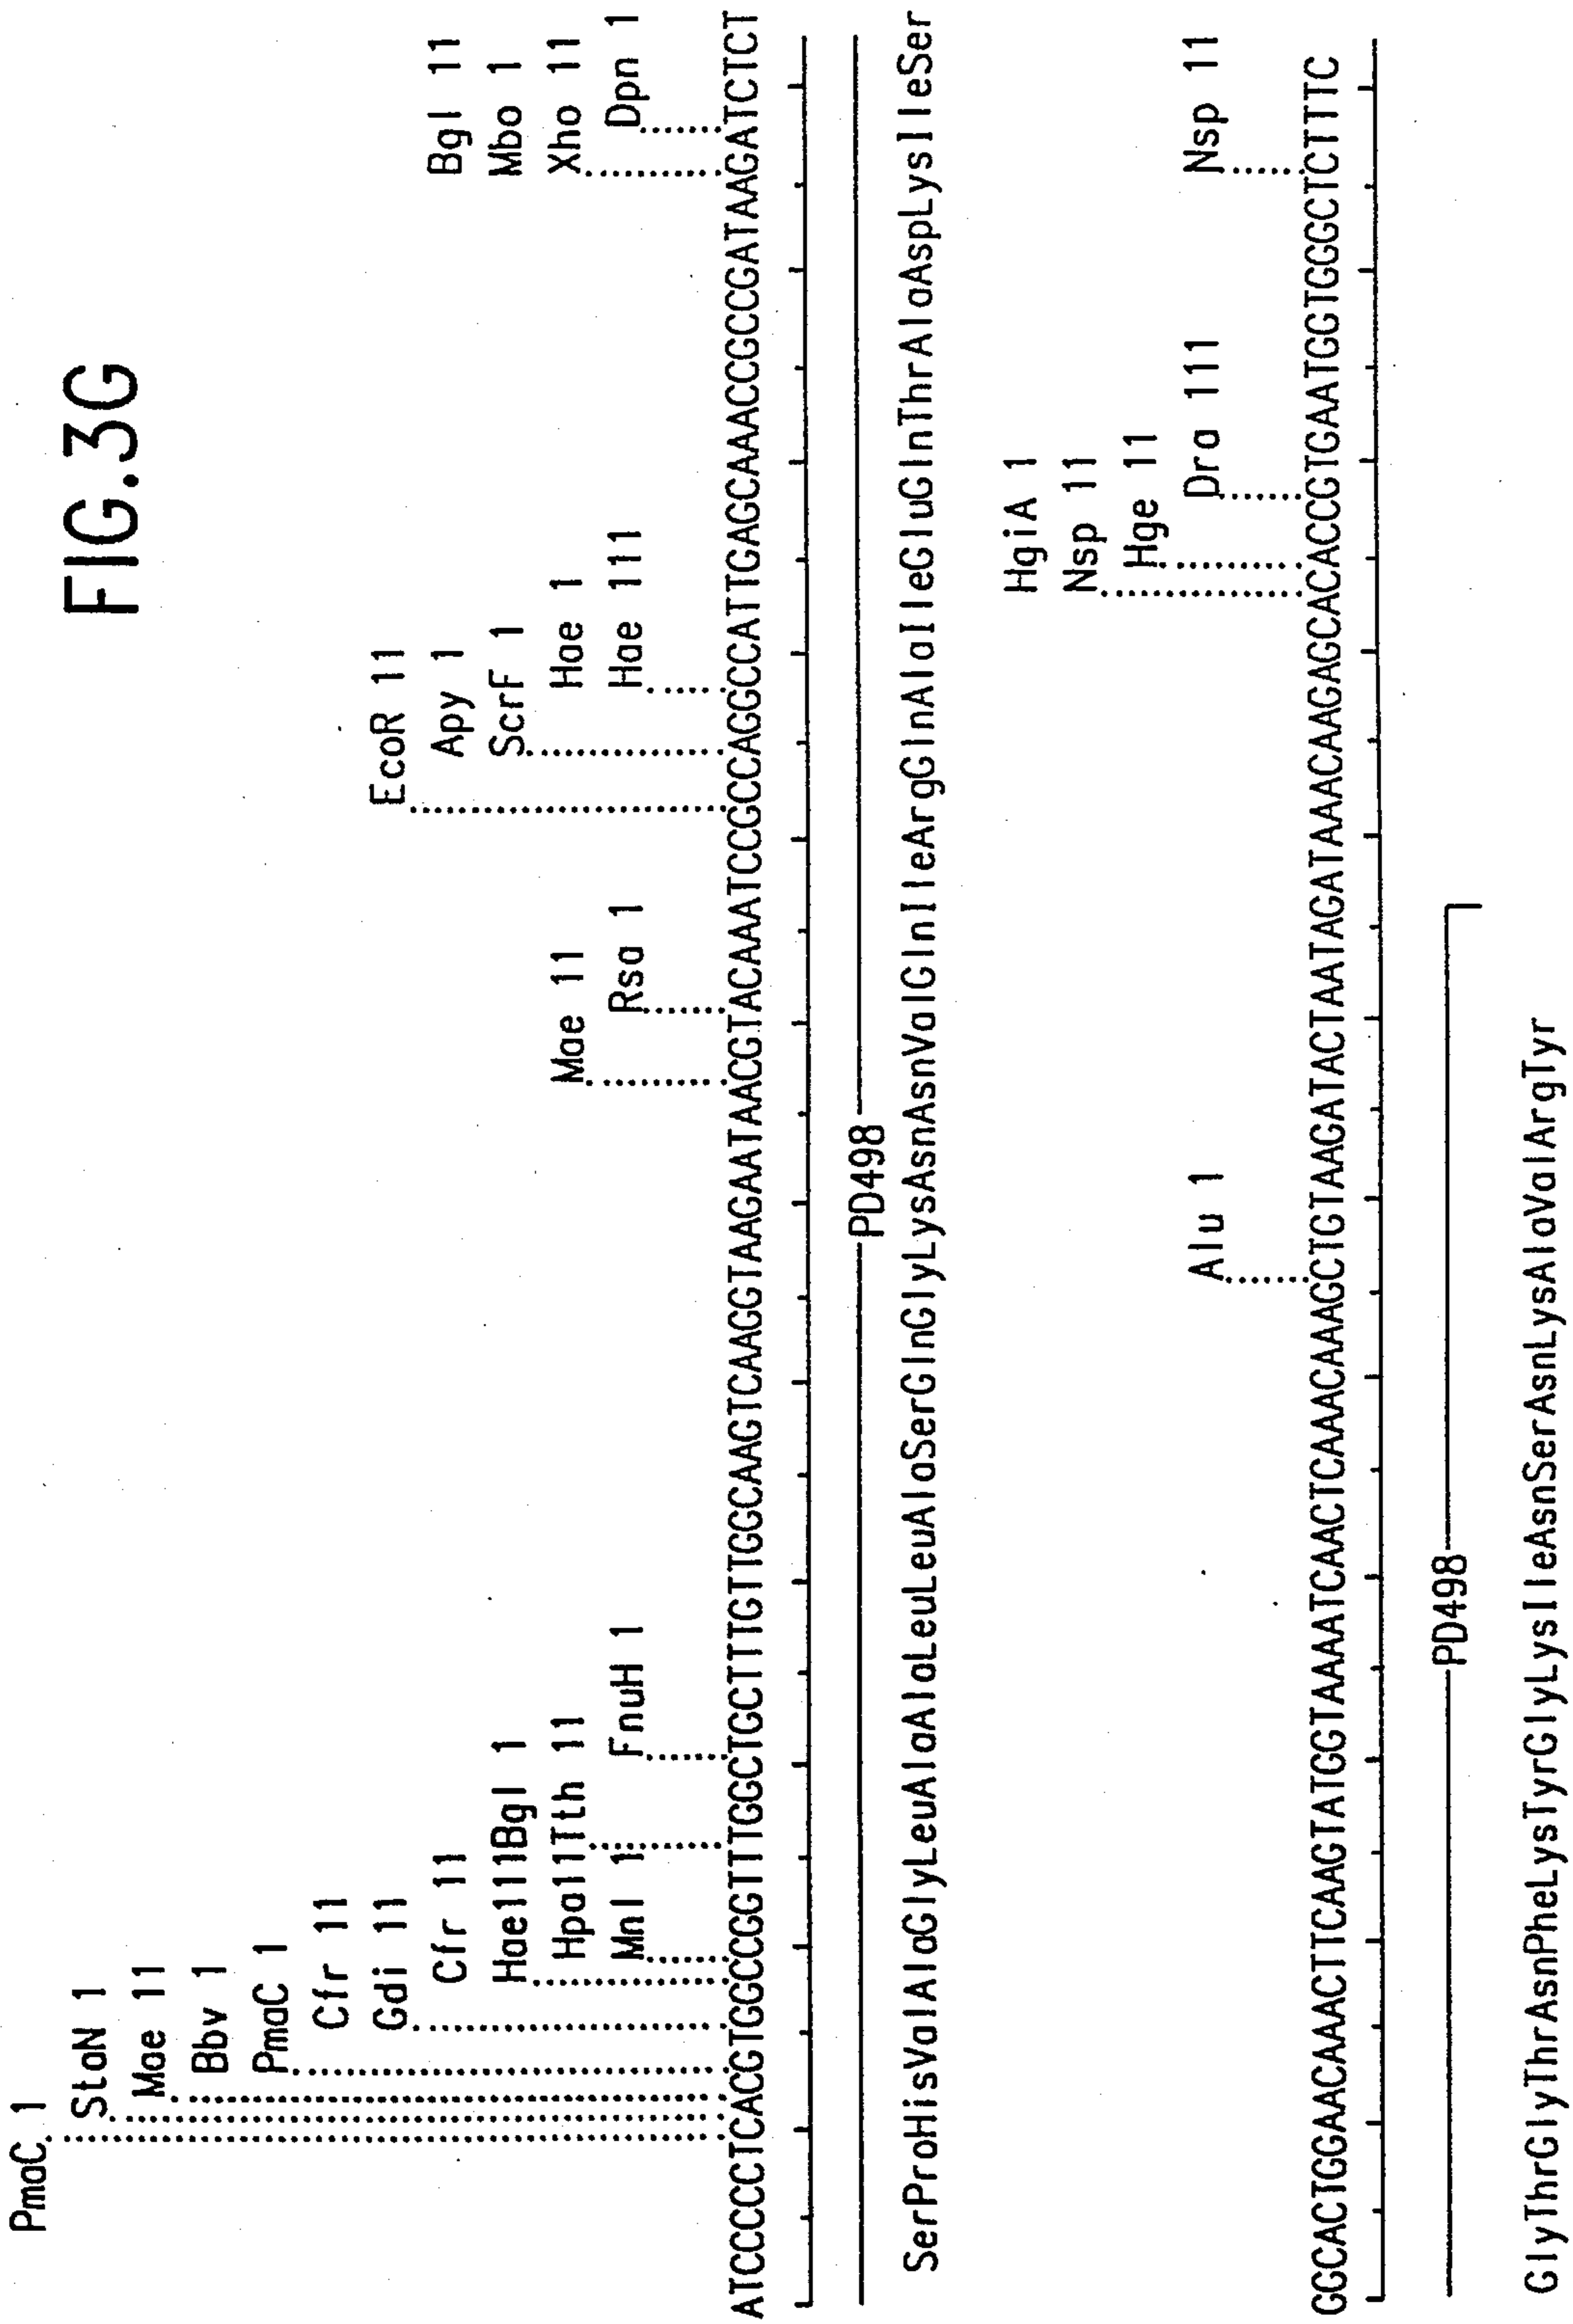 FIG.3G
PmaC 1
StaN 1
Mae 11
Bbv 1
PmaC 1
Cfr 11
Gdi 11
Cfr 11
Hae111Bgl 1
Hpa11Tth 11
Mnl 1 FnuH 1
Mae 11
Rsa 1
EcoR 11
Apy 1
ScrF 1
Hae 1
Hae 111
Bgl 11
Mbo 1
Xho 11
Dpn 1
ATCCCCTCACGTGGCCGGTTTGGCTGCTTTGTTGGCAAGTCAAGGTAAGAATAACGTACAAATCCGCCAGGCCATTGAGCAAACCGCCGATAAGATCTCT
PD498
SerProHisValAlaGlyLeuAlaAlaLeuLeuAlaSerGlnGlyLysAsnAsnValGlnIleArgGlnAlaIleGluGlnThrAlaAspLysIleSer
HgiA 1
Nsp 11
Hge 11
Alu 1 Dra 111 Nsp 11
GGCACTGGAACAAACTTCAAGTATGGTAAAATCAACTCAAACAAAGCTGTAAGATACTAATAGATAAACAAGAGCACACCGTGAATGGTGGGCTCTTTC
PD498
GlyThrGlyThrAsnPheLysTyrGlyLysIleAsnSerAsnLysAlaValArgTyr